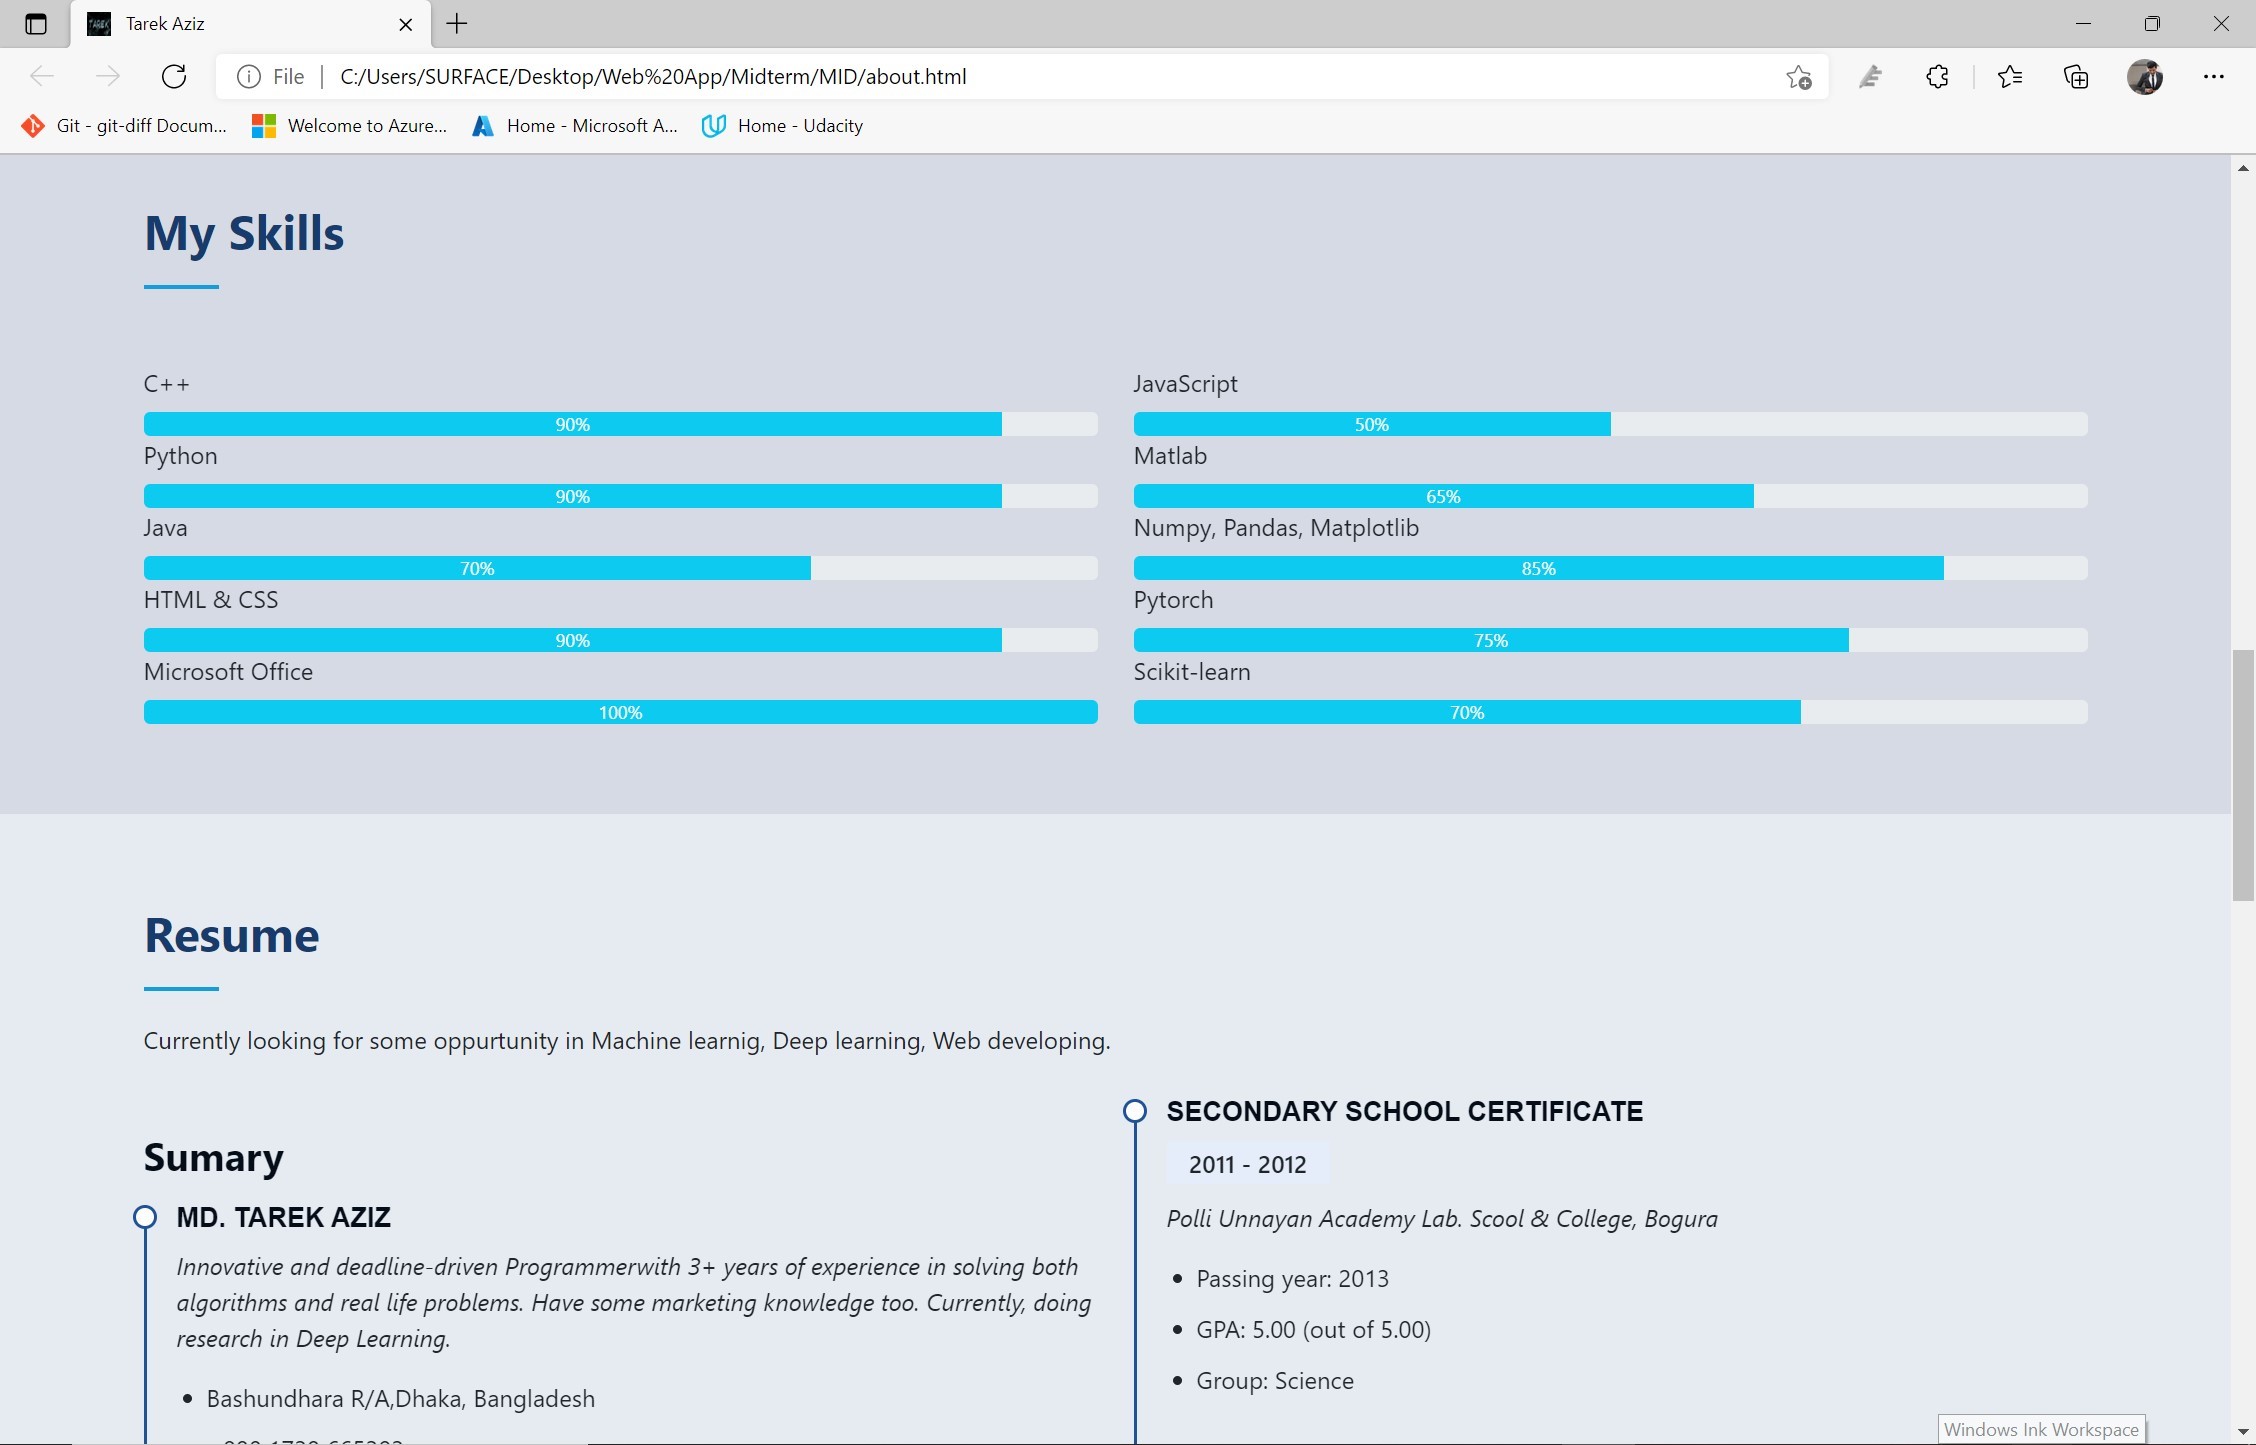 Tarek Aziz
File C:/Users/SURFACE/Desktop/Web%20App/Midterm/MID/about.html
Git - git-diff Docum... Welcome to Azure... Home - Microsoft A... Home - Udacity
My Skills
C++
90%
Python
90%
Java
70%
HTML & CSS
90%
Microsoft Office
100%
JavaScript
50%
Matlab
65%
Numpy, Pandas, Matplotlib
85%
Pytorch
75%
Scikit-learn
70%
Resume
Currently looking for some oppurtunity in Machine learnig, Deep learning, Web developing.
Sumary
MD. TAREK AZIZ
Innovative and deadline-driven Programmerwith 3+ years of experience in solving both
algorithms and real life problems. Have some marketing knowledge too. Currently, doing
research in Deep Learning.
Bashundhara R/A,Dhaka, Bangladesh
SECONDARY SCHOOL CERTIFICATE
2011 - 2012
Polli Unnayan Academy Lab. Scool & College, Bogura
Passing year: 2013
GPA: 5.00 (out of 5.00)
Group: Science
Windows Ink Workspace